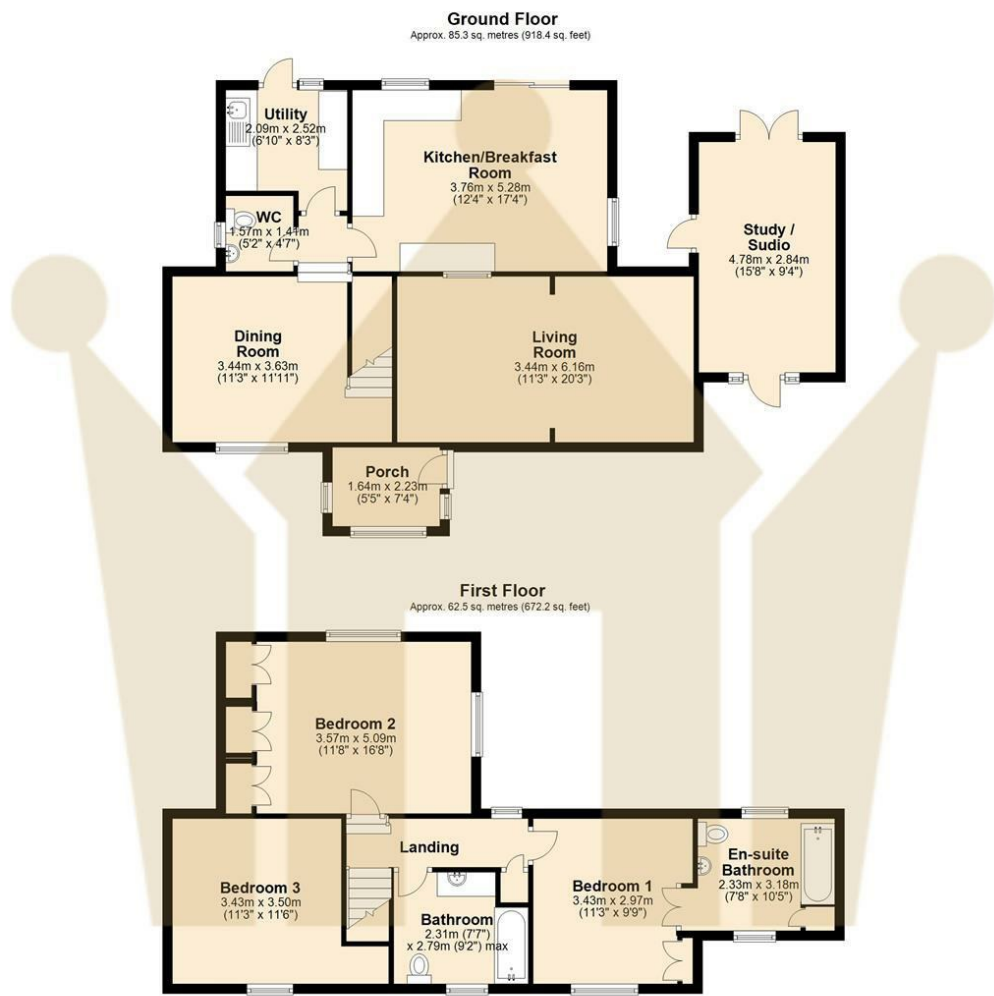 Ground Floor
Approx. 85.3 sq. metres (918.4 sq. feet)
Utility
2.09m x 2.52m
(6'10" x 8'3")
Kitchen/Breakfast
Room
3.76m x 5.28m
(12'4" x 17'4")
WC
1.57m x 1.41m
(5'2" x 4'7")
Study /
Sudio
4.78m x 2.84m
(15'8" x 9'4")
Dining
Room
3.44m x 3.63m
(11'3" x 11'11")
Living
Room
3.44m x 6.16m
(11'3" x 20'3")
Porch
1.64m x 2.23m
(5'5" x 7'4")
First Floor
Approx. 62.5 sq. metres (672.2 sq. feet)
Bedroom 2
3.57m x 5.09m
(11'8" x 16'8")
Landing
Bedroom 3
3.43m x 3.50m
(11'3" x 11'6")
Bathroom
2.31m (7'7")
x 2.79m (9'2") max
Bedroom 1
3.43m x 2.97m
(11'3" x 9'9")
En-suite
Bathroom
2.33m x 3.18m
(7'8" x 10'5")